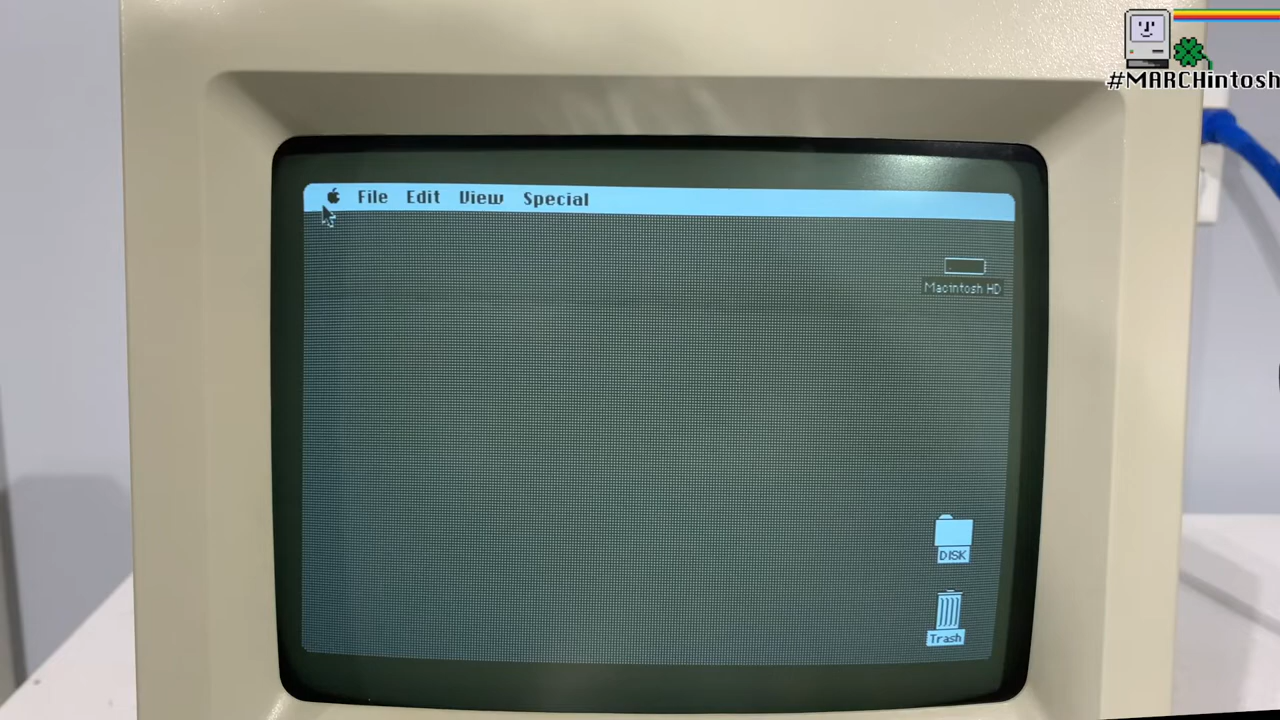 #MARCHintosh
File Edit View Special
Macintosh HD
DISK
Trash